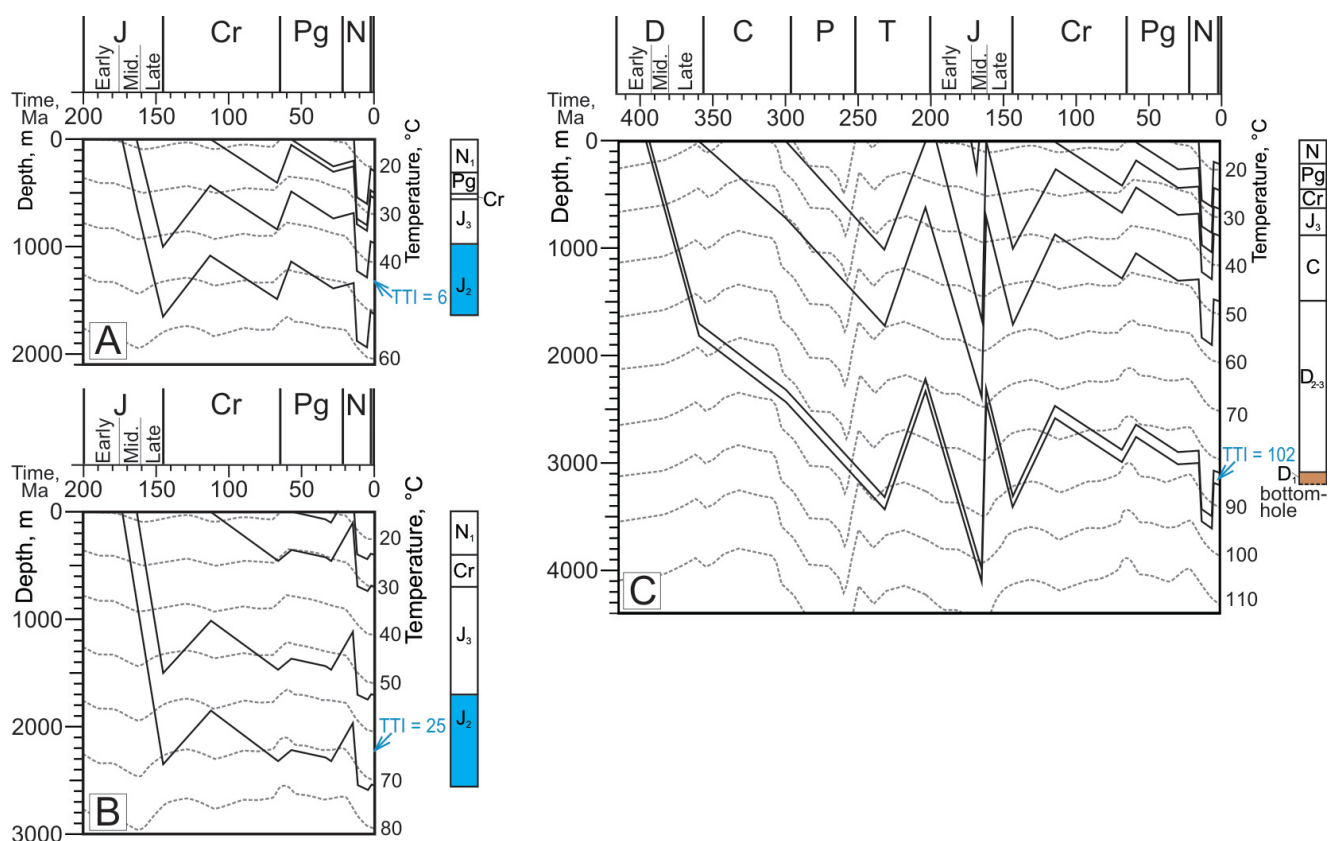 J Cr Pg N
Early Mid. Late
Time, Ma 200 150 100 50 0
Depth, m
0
1000
2000
Temperature, °C
20
30
40
60
TTI = 6
A
N1
Pg
Cr
J3
J2
J Cr Pg N
Early Mid. Late
Time, Ma 200 150 100 50 0
Depth, m
0
1000
2000
3000
Temperature, °C
20
30
40
50
70
80
TTI = 25
B
N1
Cr
J3
J2
D C P T J Cr Pg N
Early Mid. Late Early Mid. Late
Time, Ma 400 350 300 250 200 150 100 50 0
Depth, m
0
1000
2000
3000
4000
Temperature, °C
20
30
40
50
60
70
90
100
110
TTI = 102
C
N
Pg
Cr
J3
C
D2-3
D1
bottom-
hole